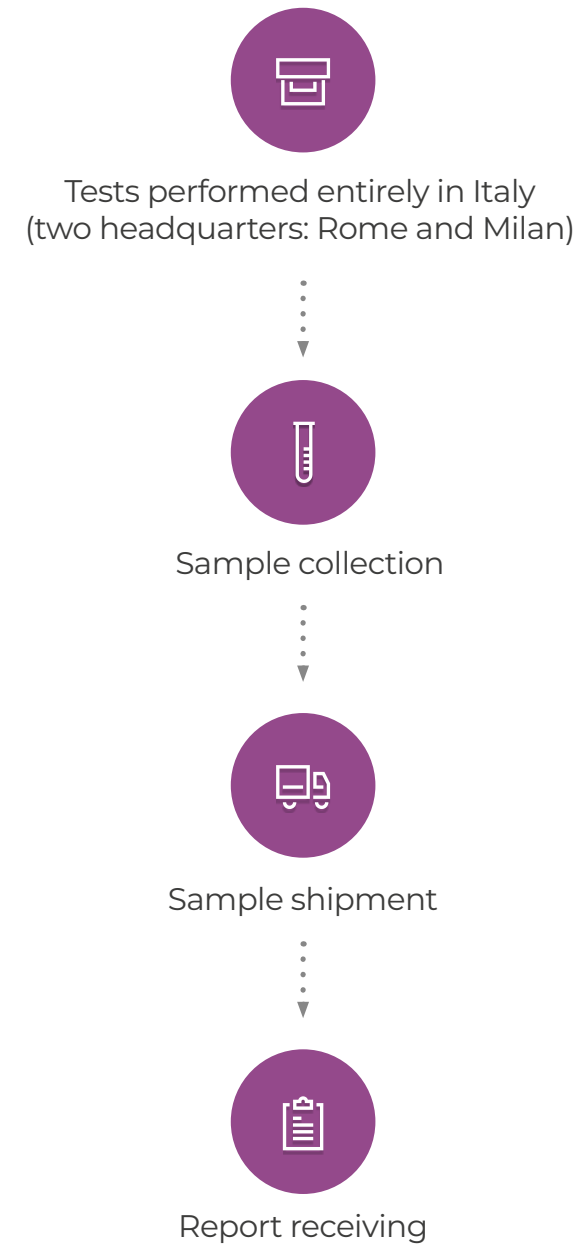 Tests performed entirely in Italy
(two headquarters: Rome and Milan)
Sample collection
Sample shipment
Report receiving